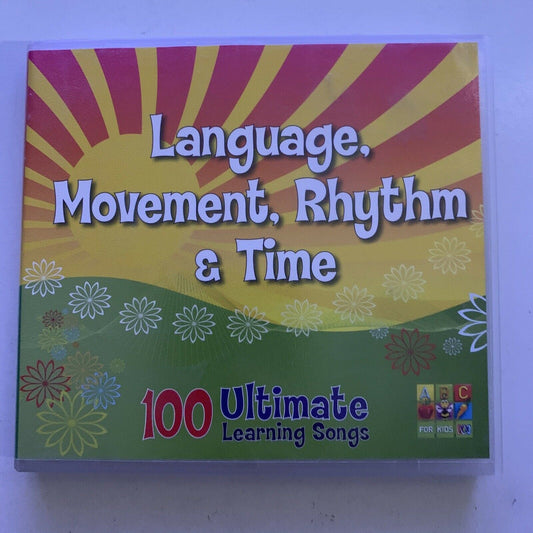 Language,
Movement, Rhythm
& Time
100 Ultimate
Learning Songs
A B C
FOR KIDS